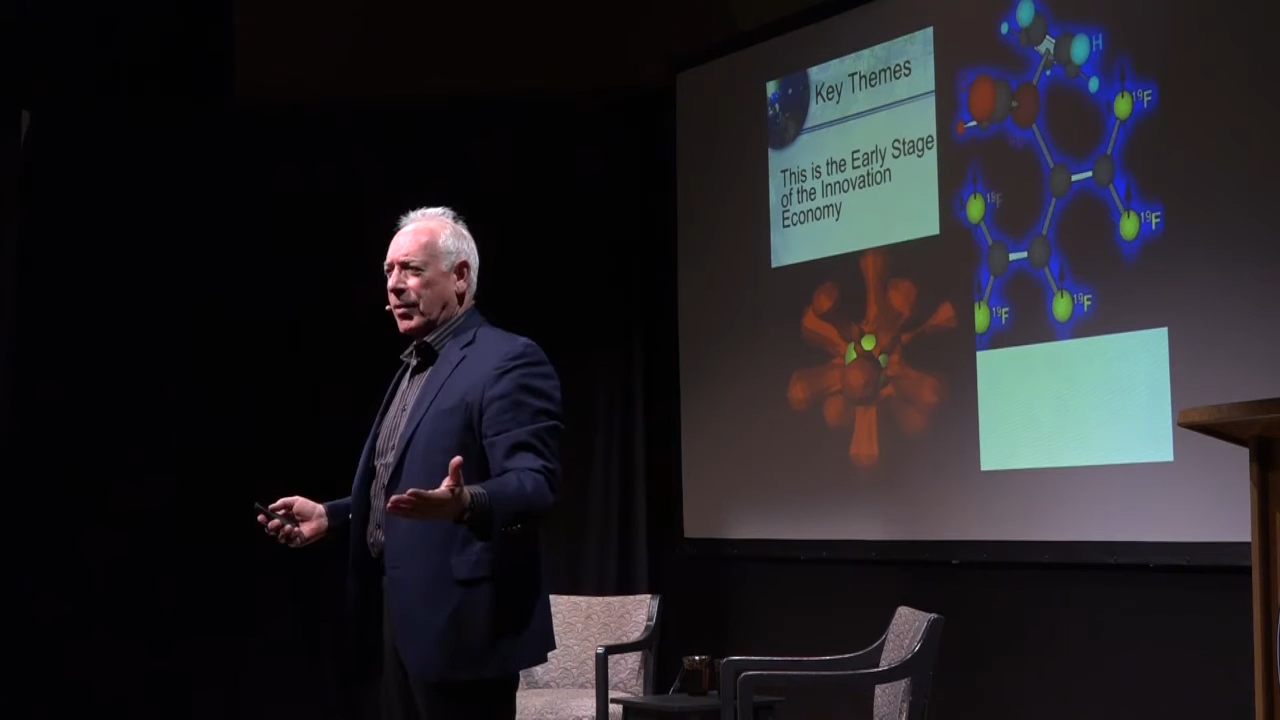 Key Themes
This is the Early Stage
of the Innovation
Economy
H
19F
19F
19F
19F
19F